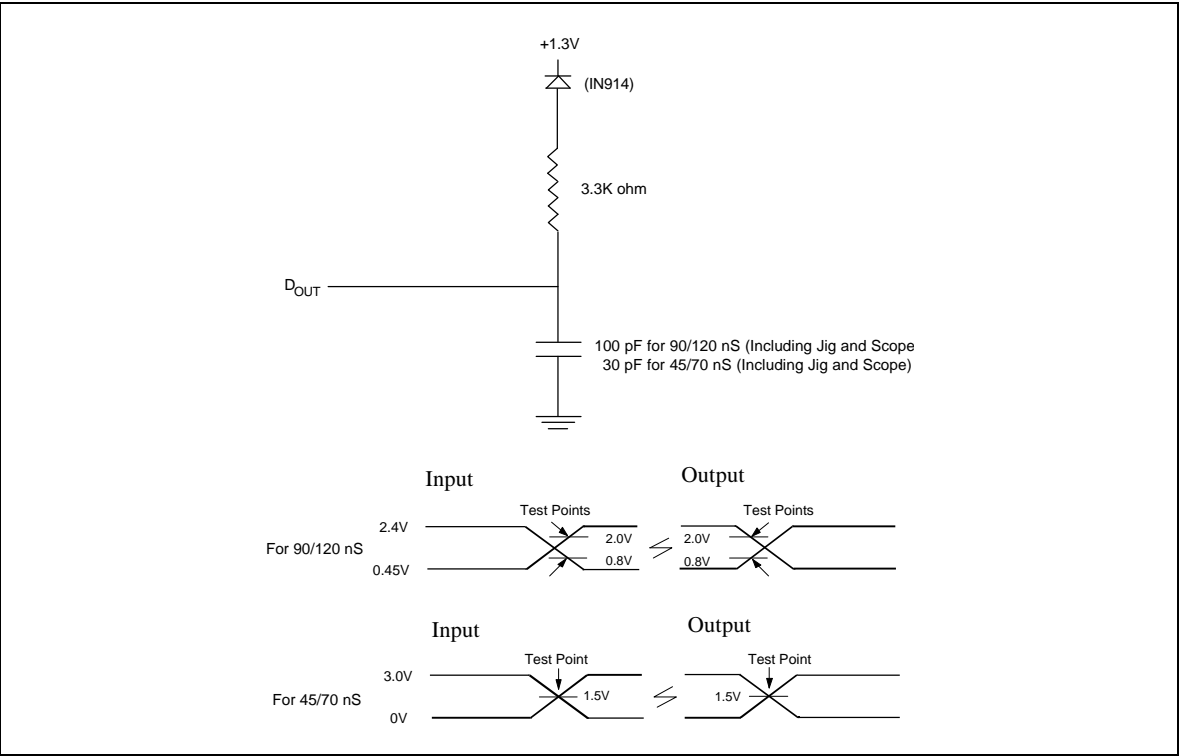 +1.3V
(IN914)
3.3K ohm
DOUT
100 pF for 90/120 nS (Including Jig and Scope
30 pF for 45/70 nS (Including Jig and Scope)
Input
Output
Test Points
Test Points
2.4V
2.0V
2.0V
For 90/120 nS
0.8V
0.8V
0.45V
Input
Output
Test Point
Test Point
3.0V
For 45/70 nS
1.5V
1.5V
0V